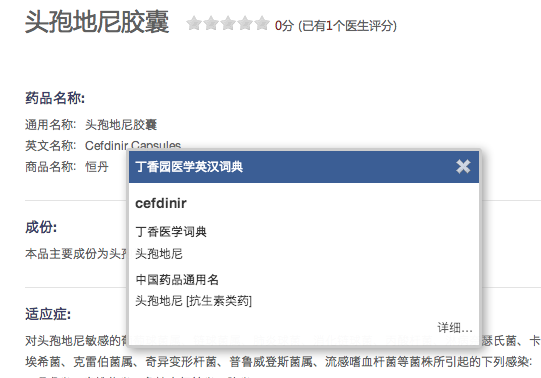 头孢地尼胶囊 0分 (已有1个医生评分)
药品名称:
通用名称: 头孢地尼胶囊
英文名称: Cefdinir Capsules
商品名称: 恒丹
丁香园医学英汉词典
cefdinir
丁香医学词典
头孢地尼
中国药品通用名
头孢地尼 [抗生素类药]
详细...
成份:
本品主要成份为头孢
适应症:
对头孢地尼敏感的葡 瑟氏菌、卡
埃希菌、克雷伯菌属、奇异变形杆菌、普鲁威登斯菌属、流感嗜血杆菌等菌株所引起的下列感染: